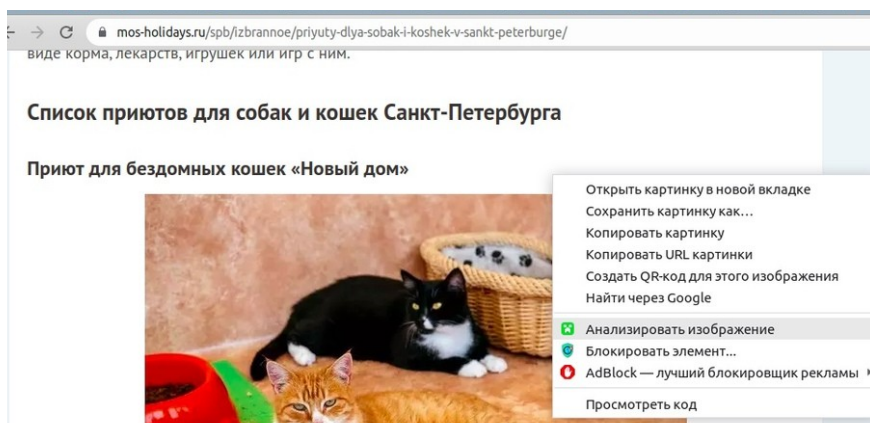 mos-holidays.ru/spb/izbrannoe/priyuty-dlya-sobak-i-koshek-v-sankt-peterburge/
виде корма, лекарств, игрушек или игр с ним.
Список приютов для собак и кошек Санкт-Петербурга
Приют для бездомных кошек «Новый дом»
Открыть картинку в новой вкладке
Сохранить картинку как…
Копировать картинку
Копировать URL картинки
Создать QR-код для этого изображения
Найти через Google
Анализировать изображение
Блокировать элемент...
AdBlock — лучший блокировщик рекламы
Просмотреть код